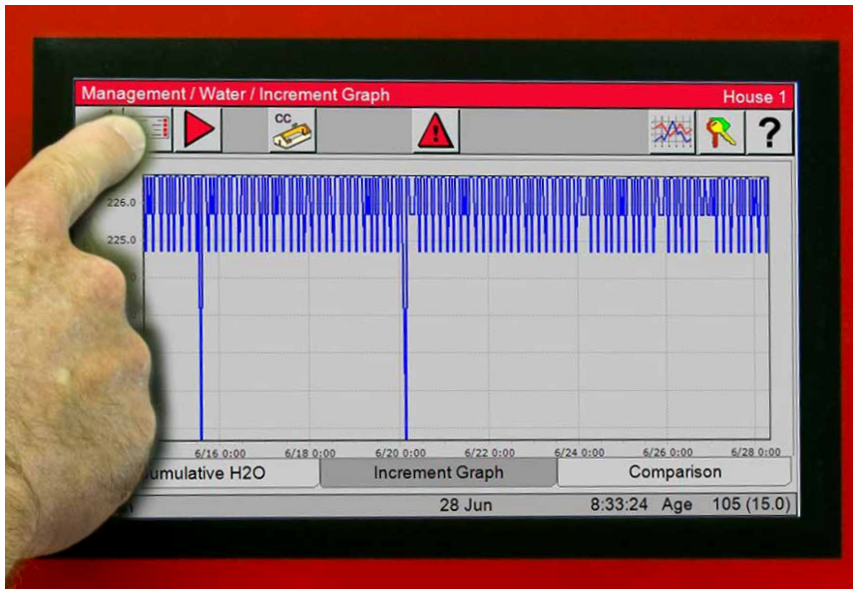 Management / Water / Increment Graph House 1
CC
?
226.0
225.0
6/16 0:00 6/18 0:00 6/20 0:00 6/22 0:00 6/24 0:00 6/26 0:00 6/28 0:00
umulative H2O Increment Graph Comparison
28 Jun 8:33:24 Age 105 (15.0)